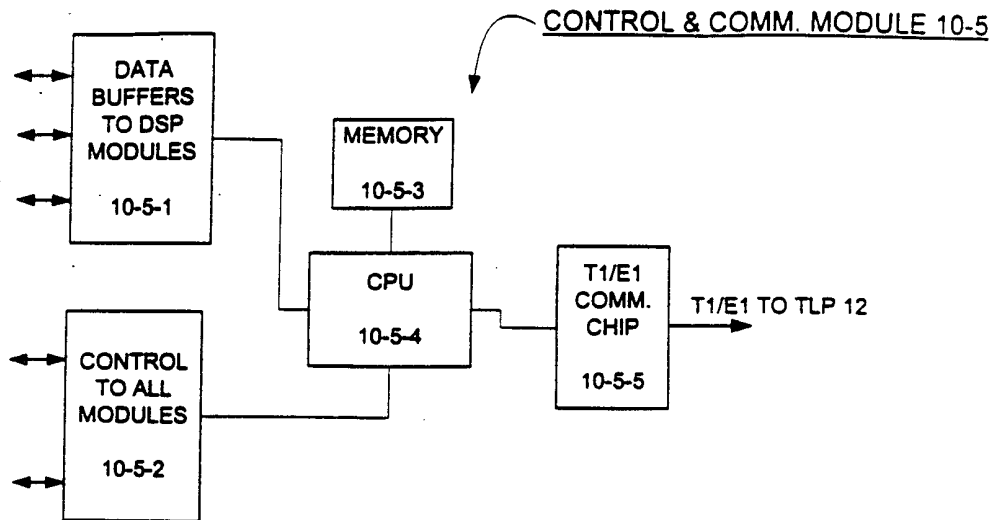 CONTROL & COMM. MODULE 10-5
DATA
BUFFERS
TO DSP
MODULES
10-5-1
MEMORY
10-5-3
CPU
10-5-4
T1/E1
COMM.
CHIP
10-5-5
T1/E1 TO TLP 12
CONTROL
TO ALL
MODULES
10-5-2